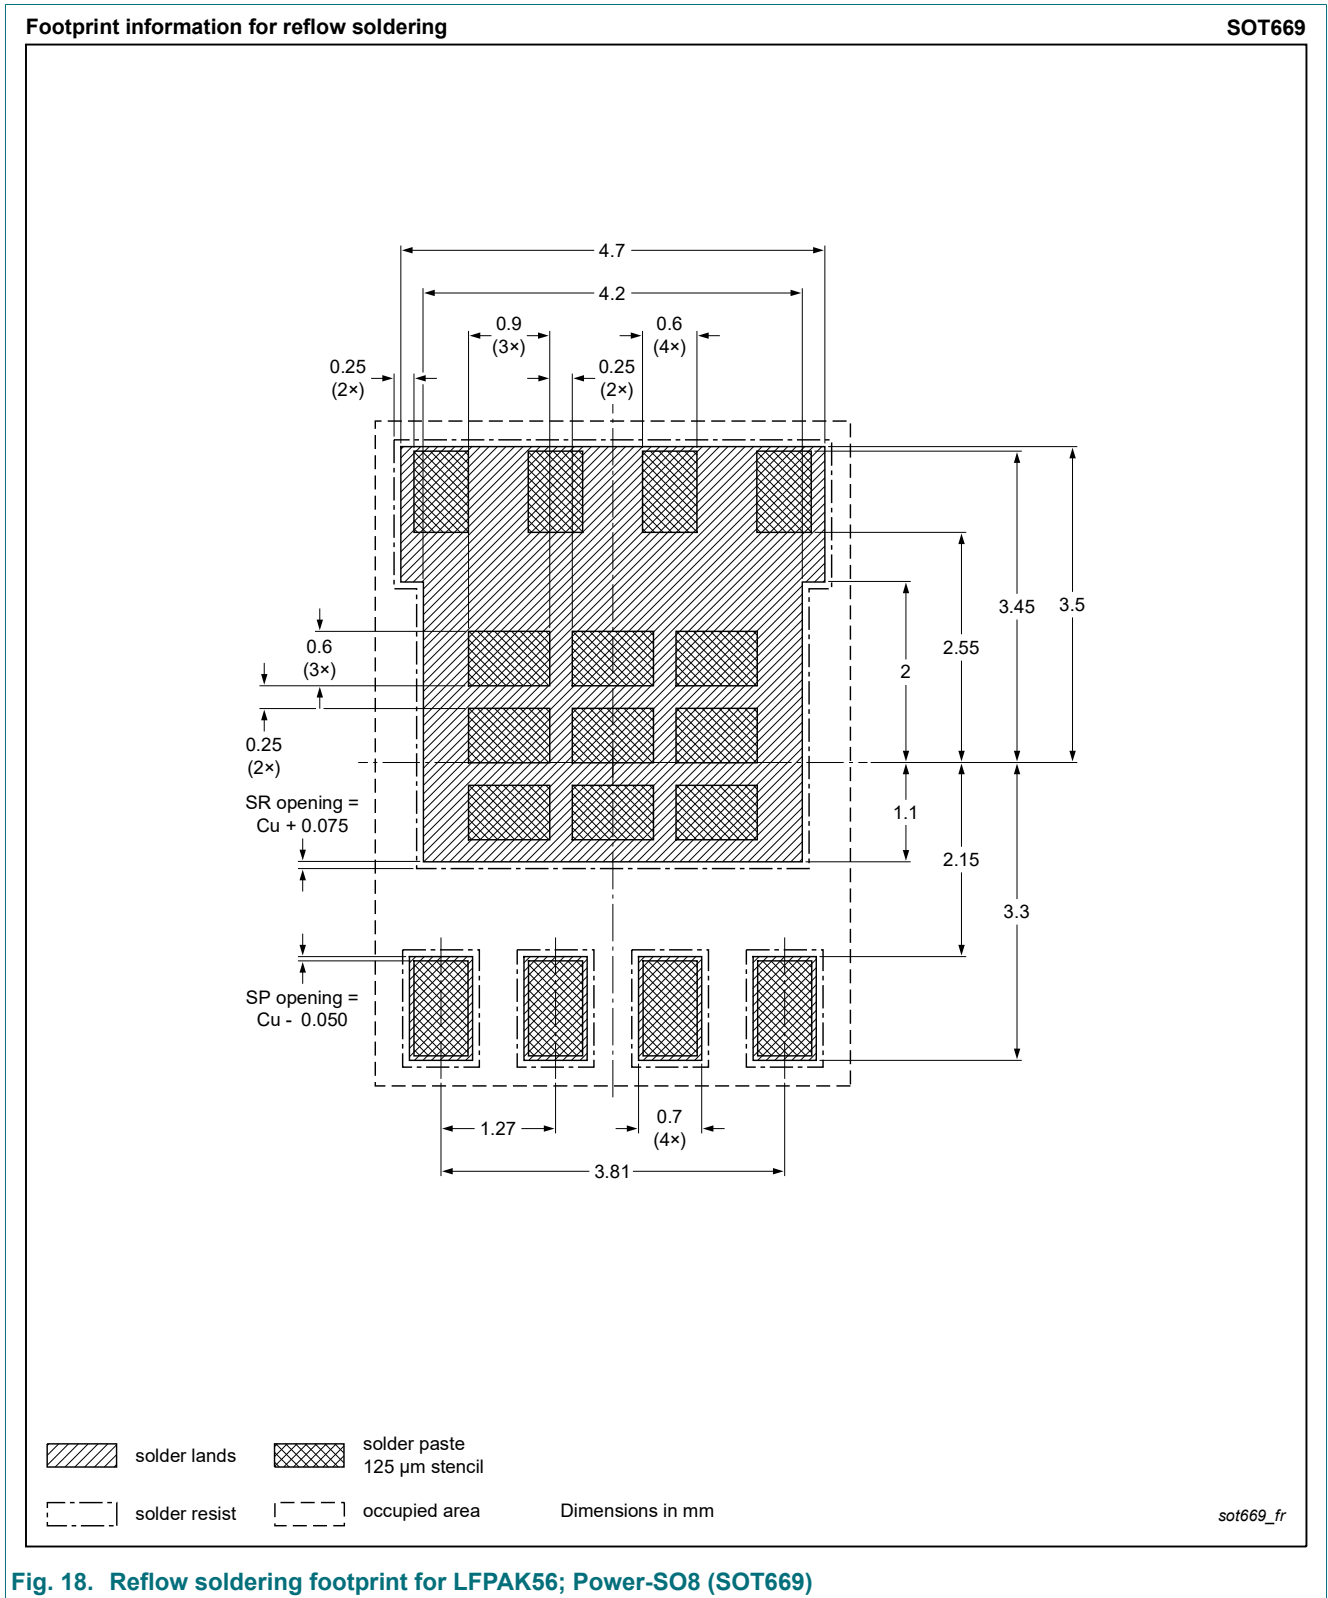 Footprint information for reflow soldering SOT669
4.7
4.2
0.9
(3×)
0.6
(4×)
0.25
(2×)
0.25
(2×)
0.6
(3×)
0.25
(2×)
3.45
3.5
2.55
2
SR opening =
Cu + 0.075
1.1
2.15
3.3
SP opening =
Cu - 0.050
1.27
0.7
(4×)
3.81
solder lands
solder paste
125 µm stencil
solder resist
occupied area
Dimensions in mm
sot669_fr
Fig. 18. Reflow soldering footprint for LFPAK56; Power-SO8 (SOT669)